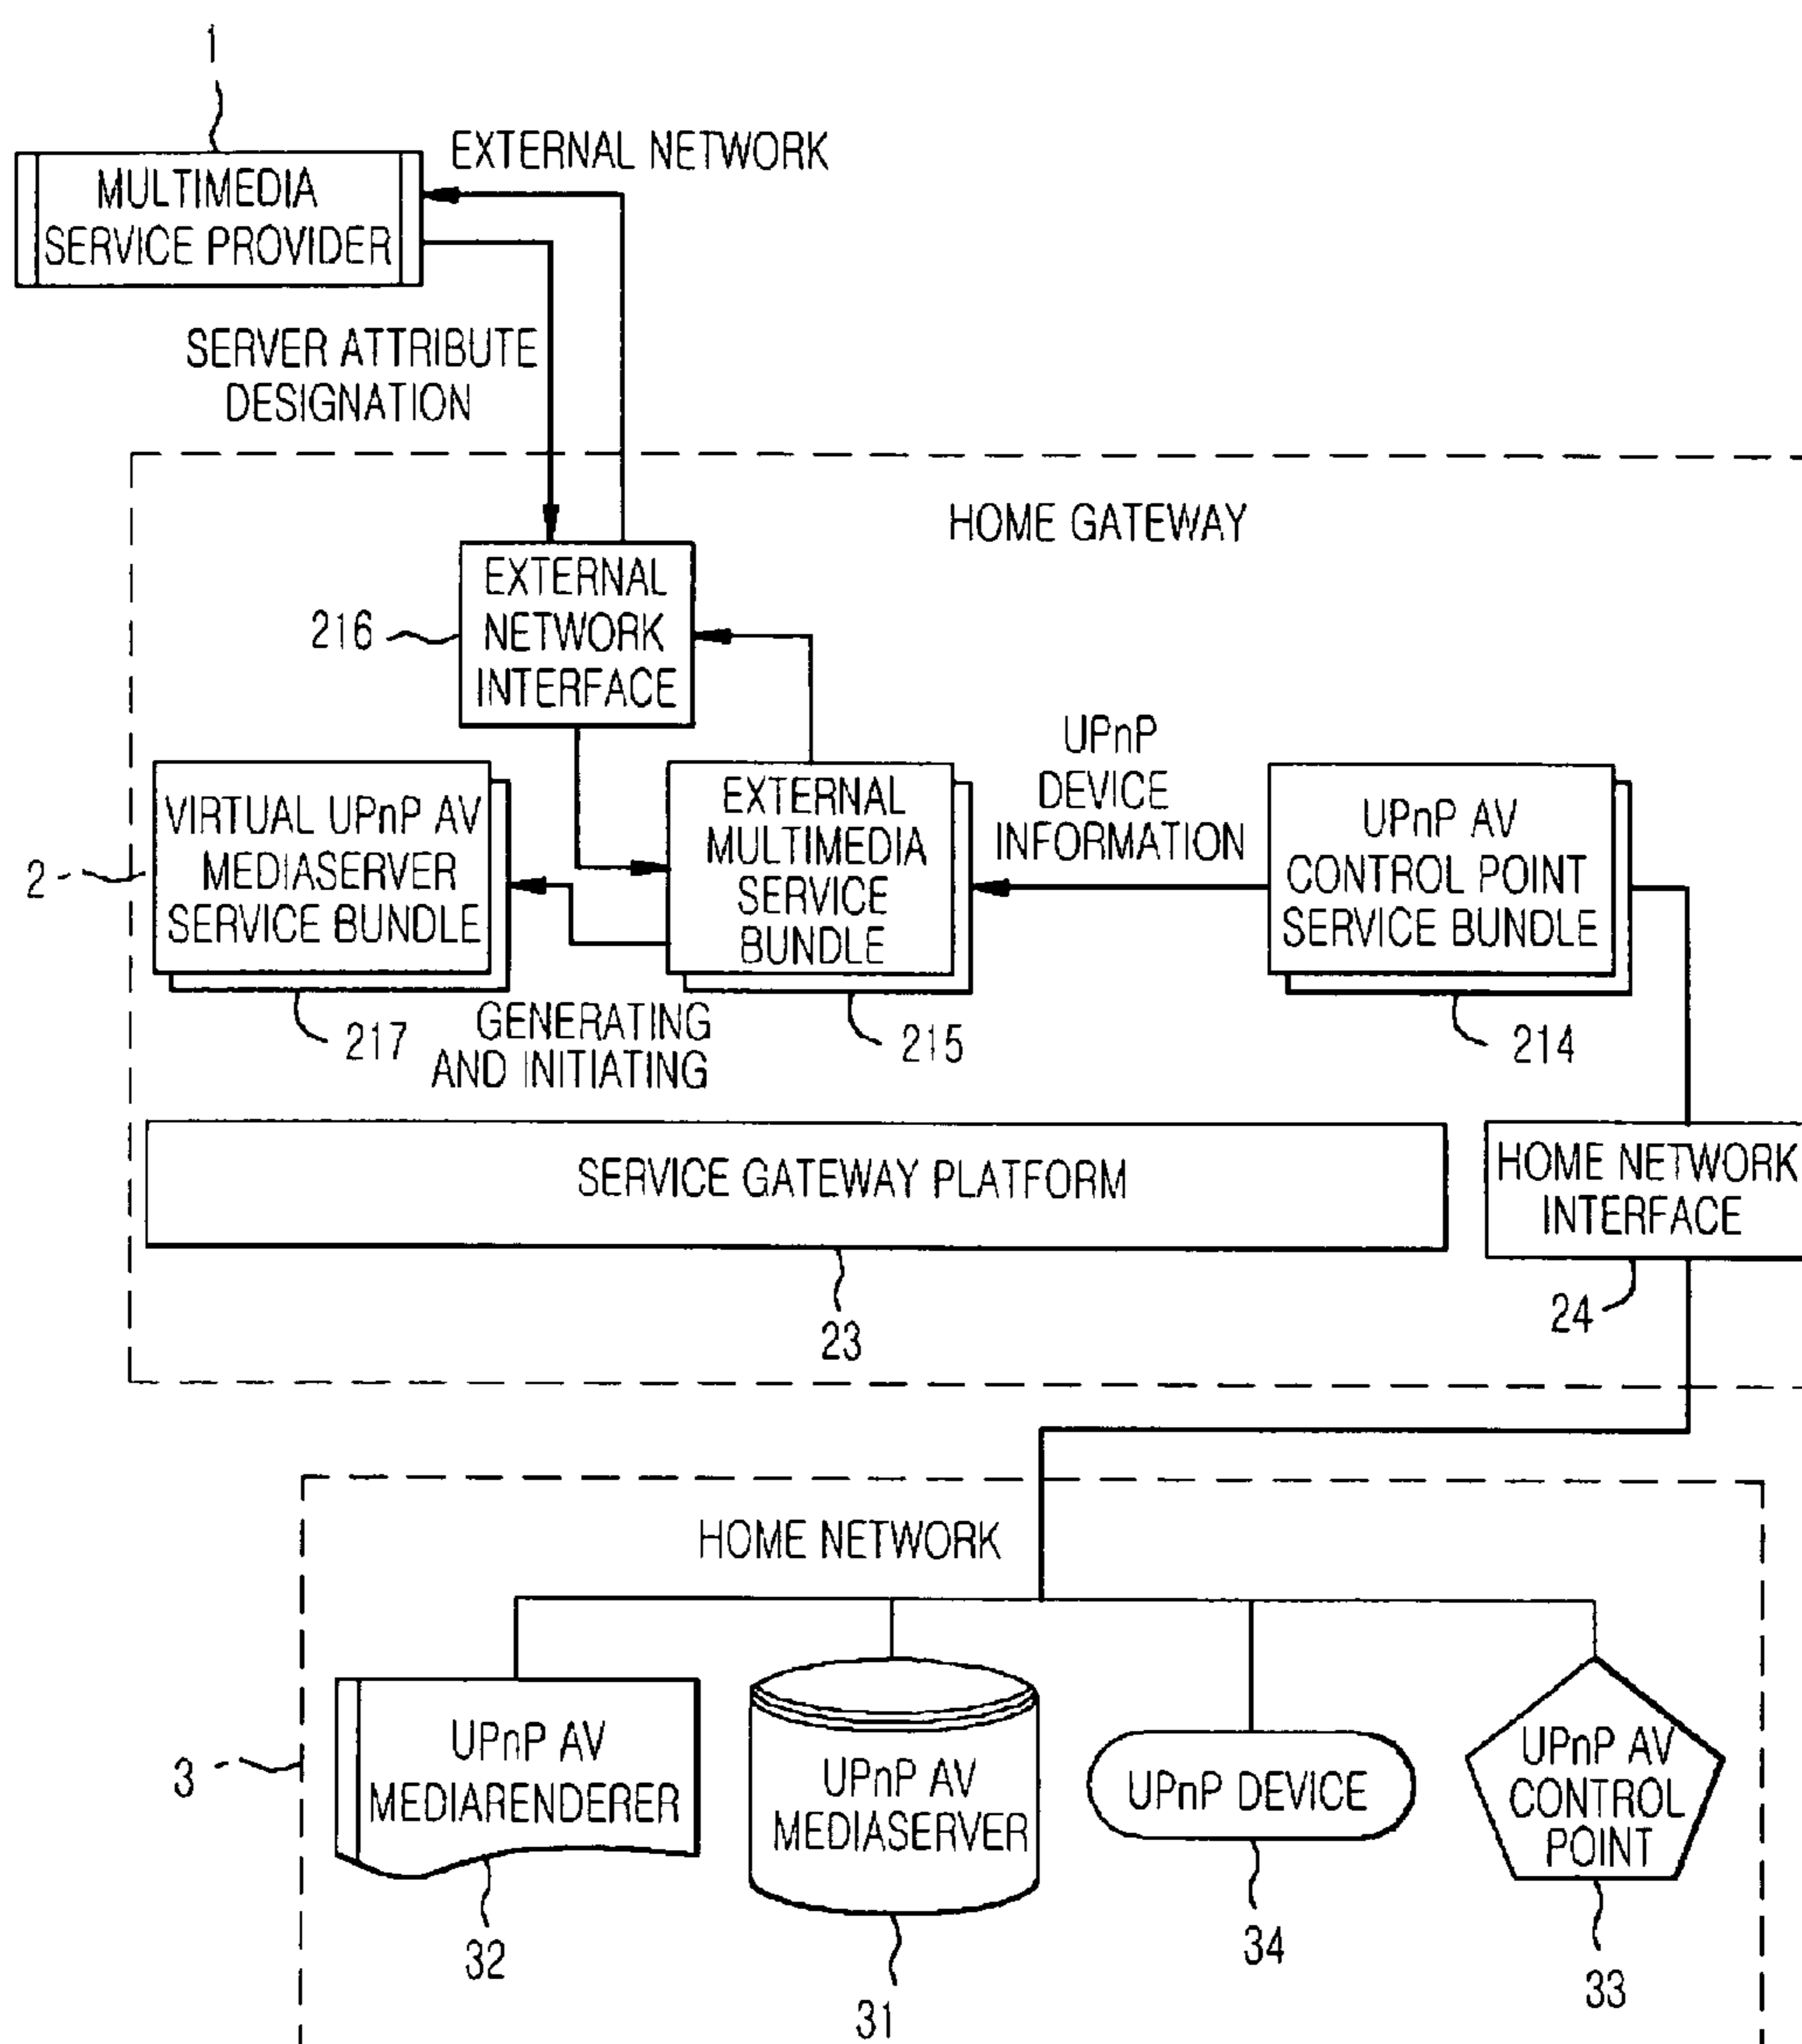 1
EXTERNAL NETWORK
MULTIMEDIA
SERVICE PROVIDER
SERVER ATTRIBUTE
DESIGNATION
HOME GATEWAY
216
EXTERNAL
NETWORK
INTERFACE
2
VIRTUAL UPnP AV
MEDIASERVER
SERVICE BUNDLE
217
GENERATING
AND INITIATING
EXTERNAL
MULTIMEDIA
SERVICE
BUNDLE
215
UPnP
DEVICE
INFORMATION
UPnP AV
CONTROL POINT
SERVICE BUNDLE
214
SERVICE GATEWAY PLATFORM
23
HOME NETWORK
INTERFACE
24
HOME NETWORK
3
UPnP AV
MEDIARENDERER
32
UPnP AV
MEDIASERVER
31
UPnP DEVICE
34
UPnP AV
CONTROL
POINT
33